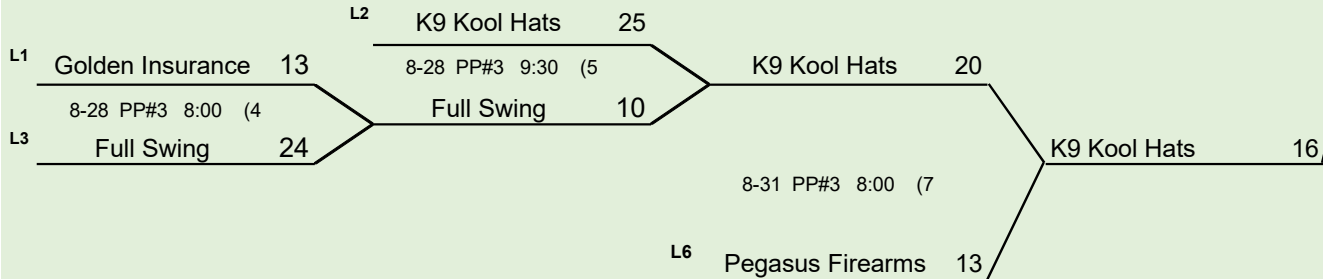 L2 K9 Kool Hats 25
L1 Golden Insurance 13
8-28 PP#3 9:30 (5
K9 Kool Hats 20
8-28 PP#3 8:00 (4
Full Swing 10
L3 Full Swing 24
K9 Kool Hats 16
8-31 PP#3 8:00 (7
L6 Pegasus Firearms 13